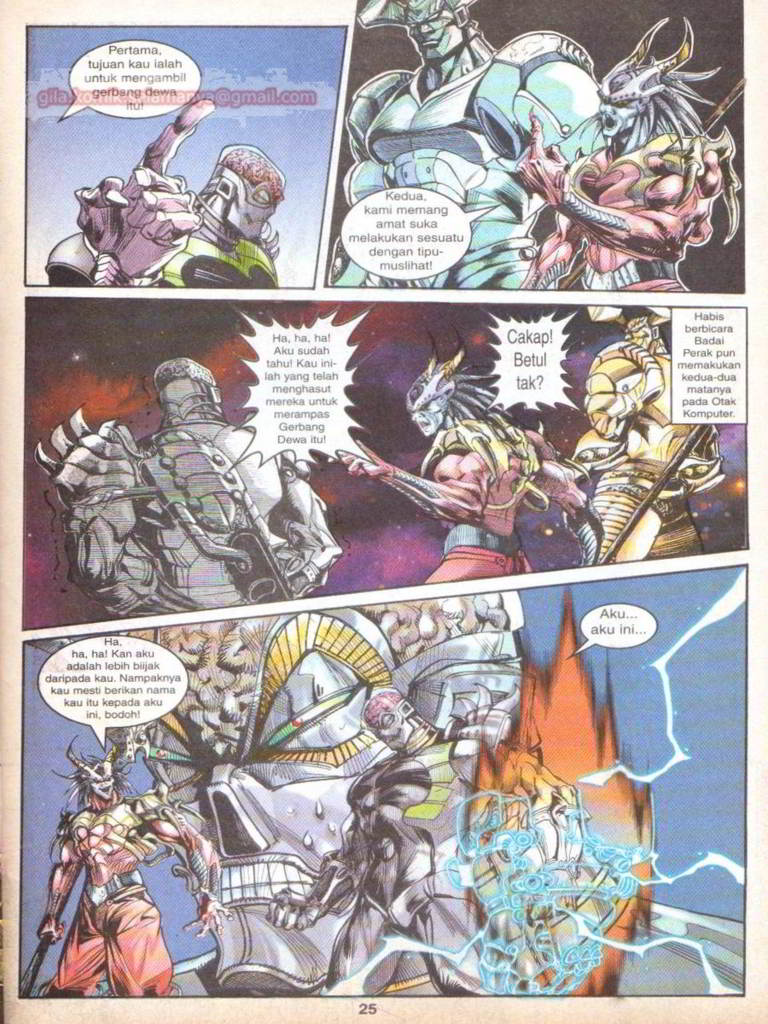 Pertama,
tujuan kau ialah
untuk mengambil
gerbang dewa
itu!
Kedua,
kami memang
amat suka
melakukan sesuatu
dengan tipu-
muslihat!
Ha, ha, ha!
Aku sudah
tahu! Kau ini-
lah yang telah
menghasut
mereka untuk
merampas
Gerbang
Dewa itu!
Cakap!
Betul
tak?
Habis
berbicara
Badai
Perak pun
memakukan
kedua-dua
matanya
pada Otak
Komputer.
Ha,
ha, ha! Kan aku
adalah lebih biijak
daripada kau. Nampaknya
kau mesti berikan nama
kau itu kepada aku
ini, bodoh!
Aku...
aku ini...
25